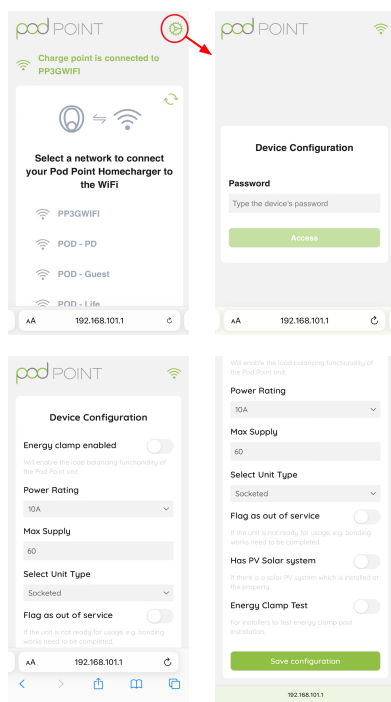 pod POINT
Charge point is connected to
PP3GWIFI
Select a network to connect
your Pod Point Homecharger to
the WiFi
PP3GWIFI
POD - PD
POD - Guest
POD - Life
AA 192.168.101.1
pod POINT
Device Configuration
Password
Type the device's password
Access
AA 192.168.101.1
pod POINT
Device Configuration
Energy clamp enabled
Will enable the load balancing functionality of
the Pod Point unit.
Power Rating
10A
Max Supply
60
Select Unit Type
Socketed
Flag as out of service
If the unit is not ready for usage e.g. bonding
works need to be completed.
AA 192.168.101.1
Will enable the load balancing functionality of
the Pod Point unit.
Power Rating
10A
Max Supply
60
Select Unit Type
Socketed
Flag as out of service
If the unit is not ready for usage e.g. bonding
works need to be completed.
Has PV Solar system
If there is a solar PV system which is installed at
the property.
Energy Clamp Test
For installers to test energy clamp post
installation.
Save configuration
192.168.101.1